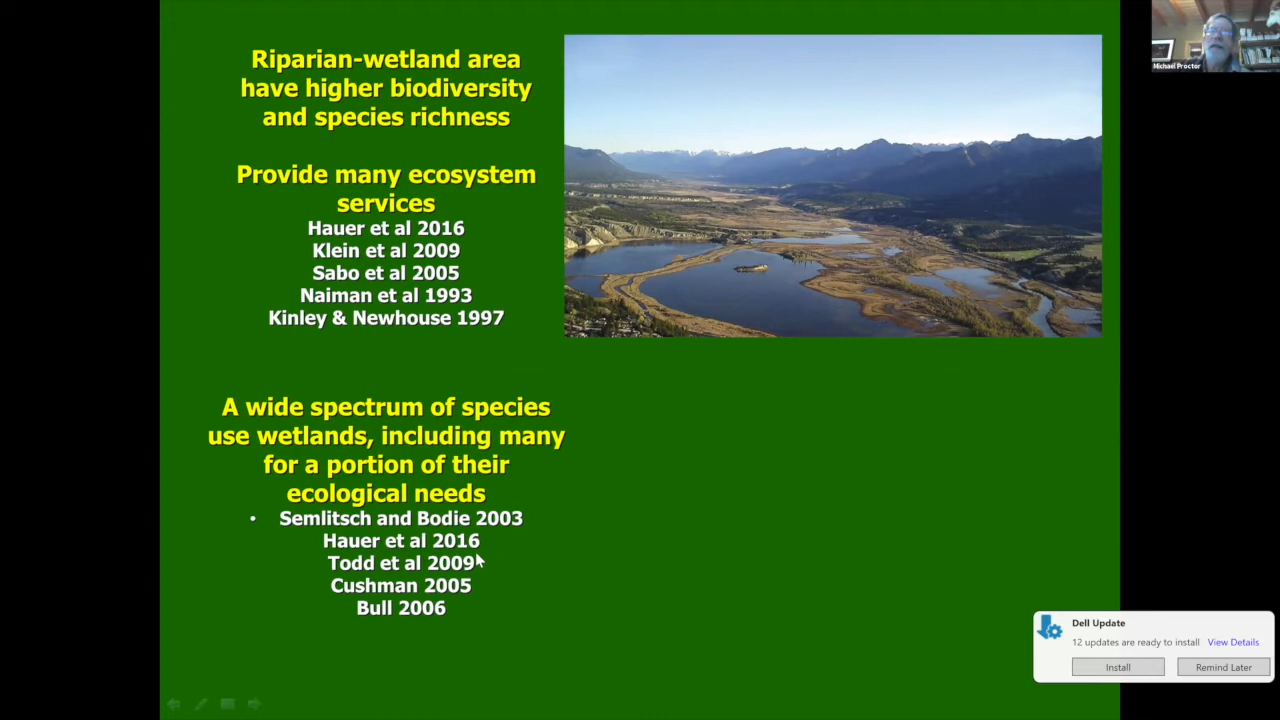 Riparian-wetland area
have higher biodiversity
and species richness
Provide many ecosystem
services
Hauer et al 2016
Klein et al 2009
Sabo et al 2005
Naiman et al 1993
Kinley & Newhouse 1997
A wide spectrum of species
use wetlands, including many
for a portion of their
ecological needs
• Semlitsch and Bodie 2003
Hauer et al 2016
Todd et al 2009
Cushman 2005
Bull 2006
Michael Proctor
Dell Update
12 updates are ready to install View Details
Install Remind Later